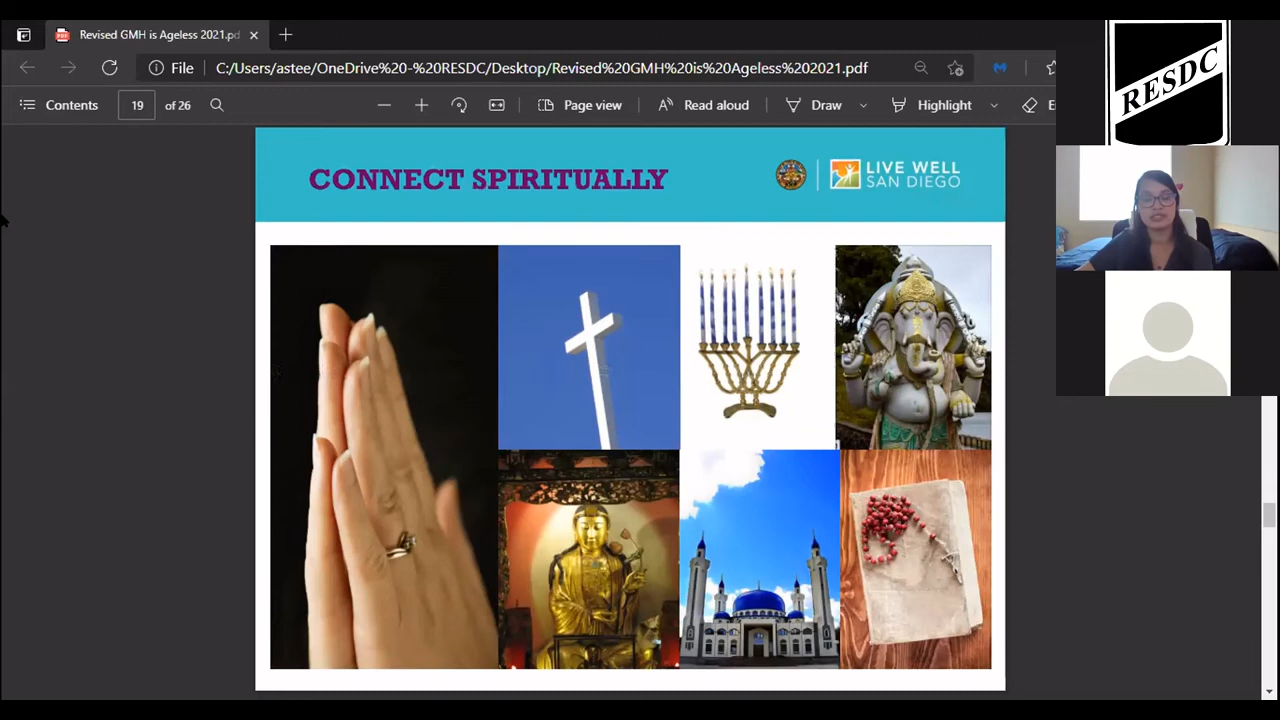 Revised GMH is Ageless 2021.pd
File
C:/Users/astee/OneDrive%20-%20RESDC/Desktop/Revised%20GMH%20is%20Ageless%202021.pdf
Contents
19
of 26
Page view
Read aloud
Draw
Highlight
E
RESDC
CONNECT SPIRITUALLY
LIVE WELL
SAN DIEGO